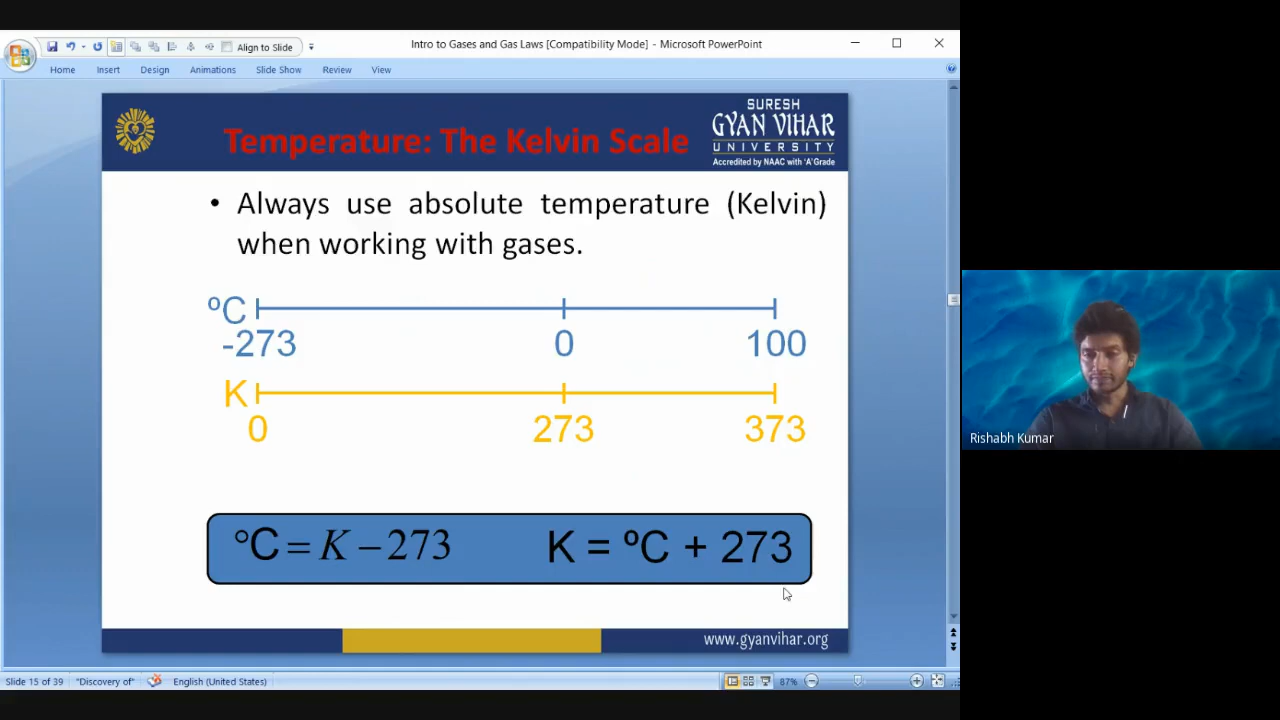 Align to Slide
Intro to Gases and Gas Laws [Compatibility Mode] - Microsoft PowerPoint
Home Insert Design Animations Slide Show Review View
Temperature: The Kelvin Scale
SURESH
GYAN VIHAR
UNIVERSITY
Accredited by NAAC with 'A' Grade
• Always use absolute temperature (Kelvin)
when working with gases.
ºC
-273 0 100
K
0 273 373
°C = K – 273 K = ºC + 273
www.gyanvihar.org
Rishabh Kumar
Slide 15 of 39 "Discovery of" English (United States) 87%